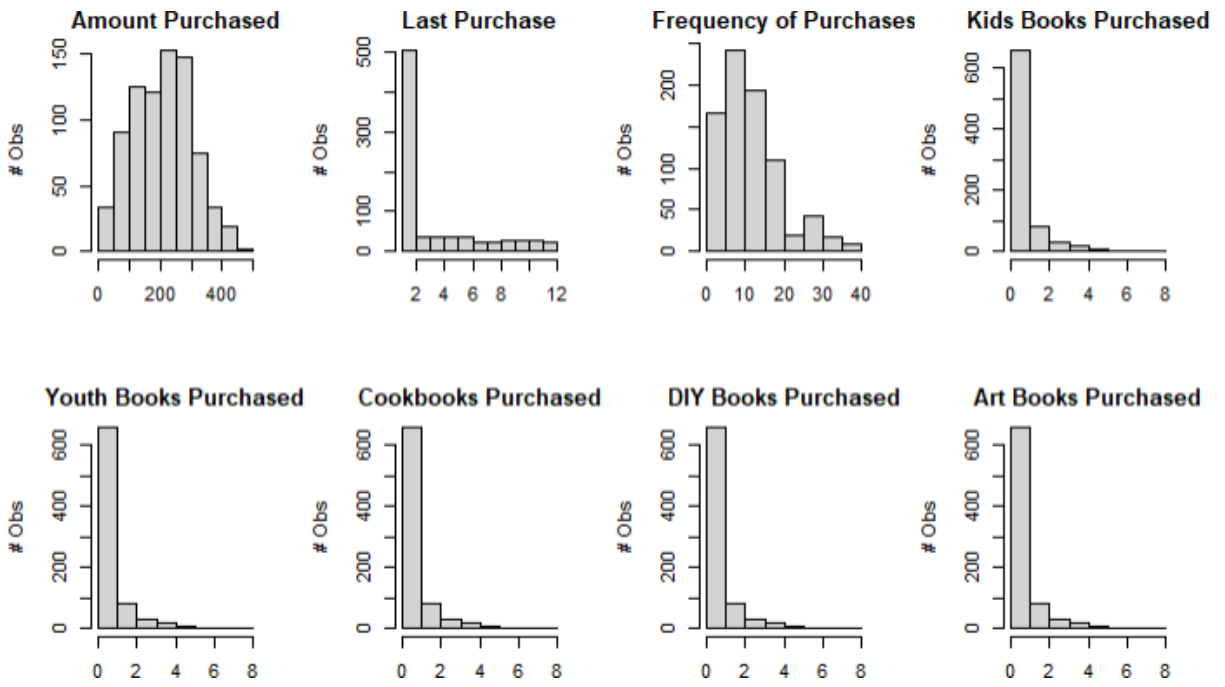 Amount Purchased
# Obs
0 50 100 150
0 200 400
Last Purchase
# Obs
0 100 300 500
2 4 6 8 12
Frequency of Purchases
# Obs
0 50 100 200
0 10 20 30 40
Kids Books Purchased
# Obs
0 200 400 600
0 2 4 6 8
Youth Books Purchased
# Obs
0 200 400 600
0 2 4 6 8
Cookbooks Purchased
# Obs
0 200 400 600
0 2 4 6 8
DIY Books Purchased
# Obs
0 200 400 600
0 2 4 6 8
Art Books Purchased
# Obs
0 200 400 600
0 2 4 6 8